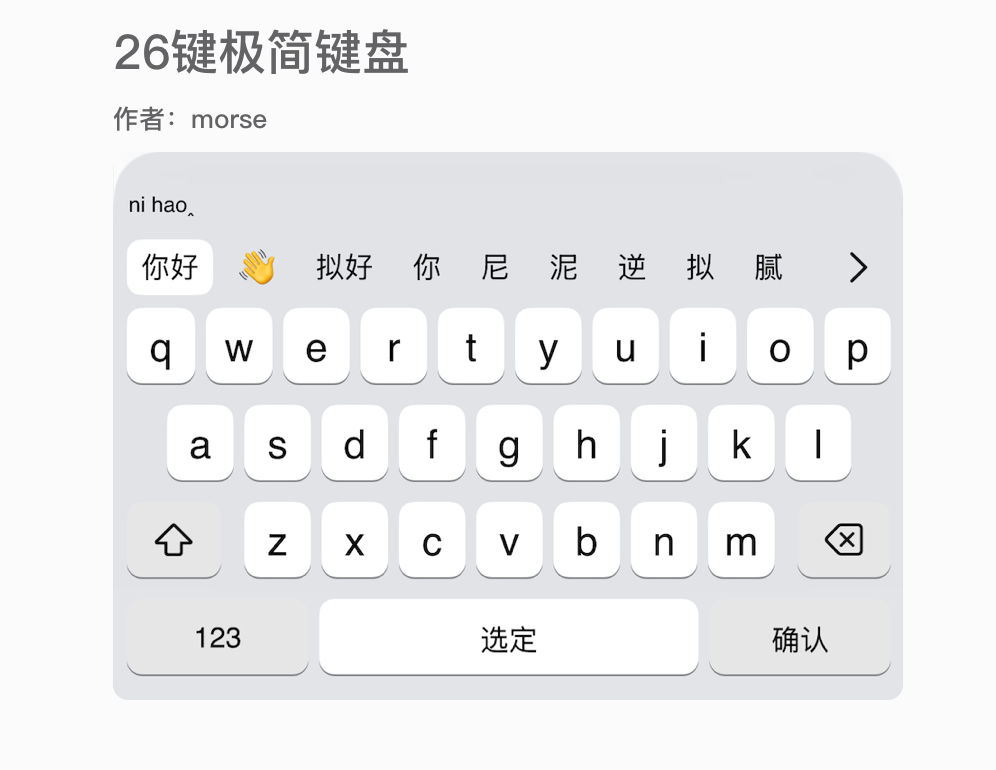 26键极简键盘
作者：morse
ni hao‸
你好 👋 拟好 你 尼 泥 逆 拟 腻
q w e r t y u i o p
a s d f g h j k l
z x c v b n m
123 选定 确认